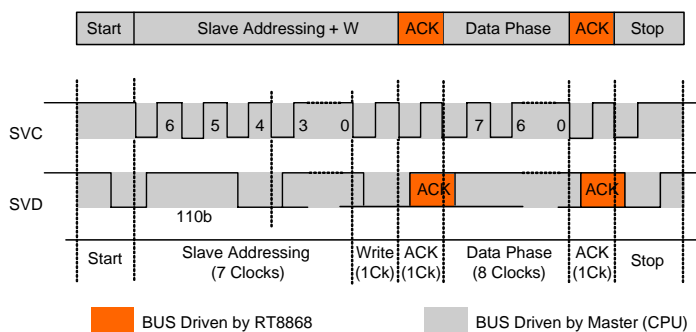 Start Slave Addressing + W ACK Data Phase ACK Stop
SVC 6 5 4 3 0 7 6 0
SVD ACK ACK
110b
Start Slave Addressing (7 Clocks) Write (1Ck) ACK (1Ck) Data Phase (8 Clocks) ACK (1Ck) Stop
BUS Driven by RT8868 BUS Driven by Master (CPU)